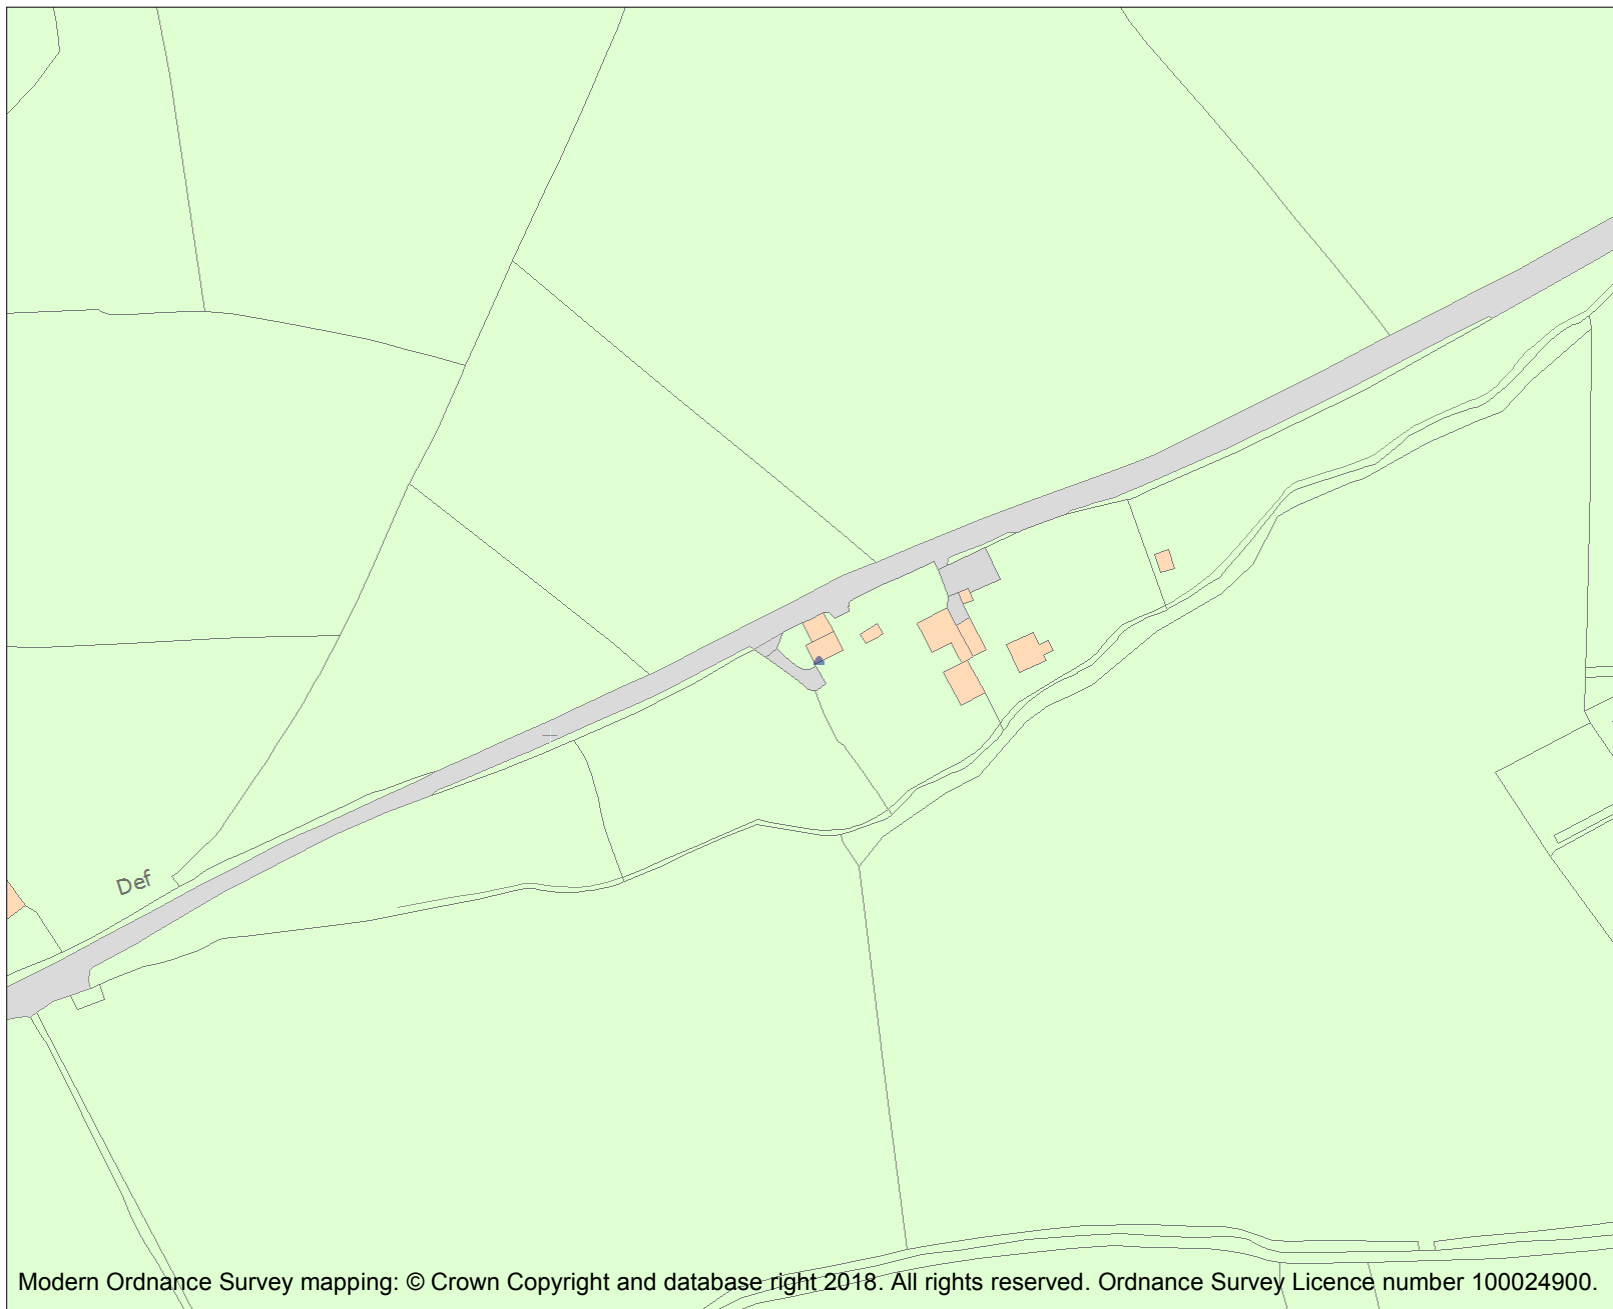 Def
Modern Ordnance Survey mapping: © Crown Copyright and database right 2018. All rights reserved. Ordnance Survey Licence number 100024900.